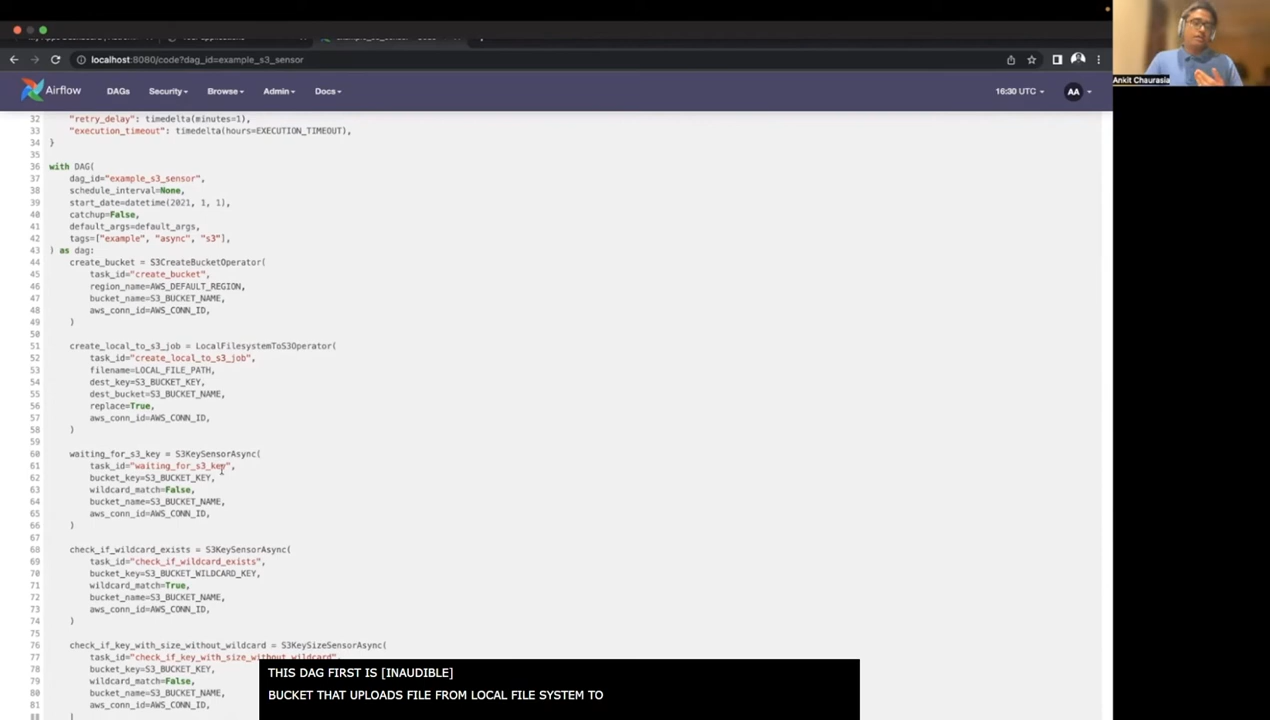 localhost:8080/code?dag_id=example_s3_sensor
Ankit Chaurasia
Airflow DAGs Security Browse Admin Docs 16:30 UTC AA
32 "retry_delay": timedelta(minutes=1),
33 "execution_timeout": timedelta(hours=EXECUTION_TIMEOUT),
34 }
35
36 with DAG(
37 dag_id="example_s3_sensor",
38 schedule_interval=None,
39 start_date=datetime(2021, 1, 1),
40 catchup=False,
41 default_args=default_args,
42 tags=["example", "async", "s3"],
43 ) as dag:
44 create_bucket = S3CreateBucketOperator(
45 task_id="create_bucket",
46 region_name=AWS_DEFAULT_REGION,
47 bucket_name=S3_BUCKET_NAME,
48 aws_conn_id=AWS_CONN_ID,
49 )
50
51 create_local_to_s3_job = LocalFilesystemToS3Operator(
52 task_id="create_local_to_s3_job",
53 filename=LOCAL_FILE_PATH,
54 dest_key=S3_BUCKET_KEY,
55 dest_bucket=S3_BUCKET_NAME,
56 replace=True,
57 aws_conn_id=AWS_CONN_ID,
58 )
59
60 waiting_for_s3_key = S3KeySensorAsync(
61 task_id="waiting_for_s3_key",
62 bucket_key=S3_BUCKET_KEY,
63 wildcard_match=False,
64 bucket_name=S3_BUCKET_NAME,
65 aws_conn_id=AWS_CONN_ID,
66 )
67
68 check_if_wildcard_exists = S3KeySensorAsync(
69 task_id="check_if_wildcard_exists",
70 bucket_key=S3_BUCKET_WILDCARD_KEY,
71 wildcard_match=True,
72 bucket_name=S3_BUCKET_NAME,
73 aws_conn_id=AWS_CONN_ID,
74 )
75
76 check_if_key_with_size_without_wildcard = S3KeySizeSensorAsync(
77 task_id="check_if_key_with_size_without_wildcard",
78 bucket_key=S3_BUCKET_KEY,
79 wildcard_match=False,
80 bucket_name=S3_BUCKET_NAME,
81 aws_conn_id=AWS_CONN_ID,
THIS DAG FIRST IS [INAUDIBLE]
BUCKET THAT UPLOADS FILE FROM LOCAL FILE SYSTEM TO